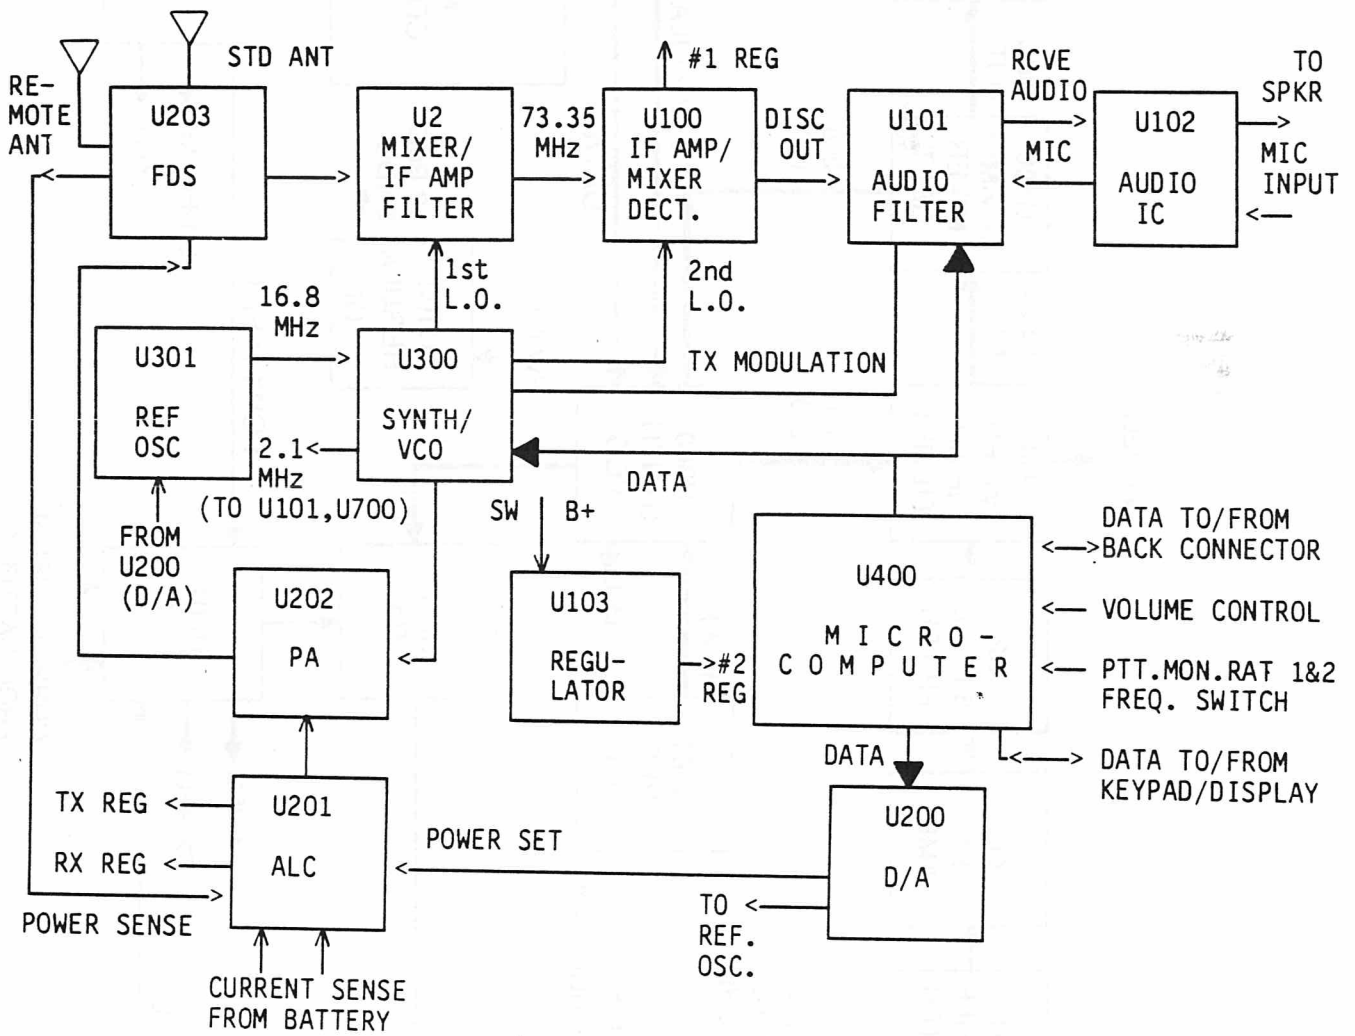 STD ANT
RE-
MOTE
ANT
U203
FDS
U2
MIXER/
IF AMP
FILTER
73.35
MHz
#1 REG
U100
IF AMP/
MIXER
DECT.
DISC
OUT
U101
AUDIO
FILTER
RCVE
AUDIO
MIC
U102
AUDIO
IC
TO
SPKR
MIC
INPUT
1st
L.O.
2nd
L.O.
16.8
MHz
U301
REF
OSC
U300
SYNTH/
VCO
TX MODULATION
2.1
MHz
(TO U101,U700)
DATA
FROM
U200
(D/A)
SW B+
U103
REGU-
LATOR
#2
REG
U400
MICRO-
COMPUTER
DATA TO/FROM
BACK CONNECTOR
VOLUME CONTROL
PTT.MON.RAT 1&2
FREQ. SWITCH
DATA TO/FROM
KEYPAD/DISPLAY
U202
PA
DATA
U200
D/A
TX REG
RX REG
U201
ALC
POWER SET
POWER SENSE
TO
REF.
OSC.
CURRENT SENSE
FROM BATTERY